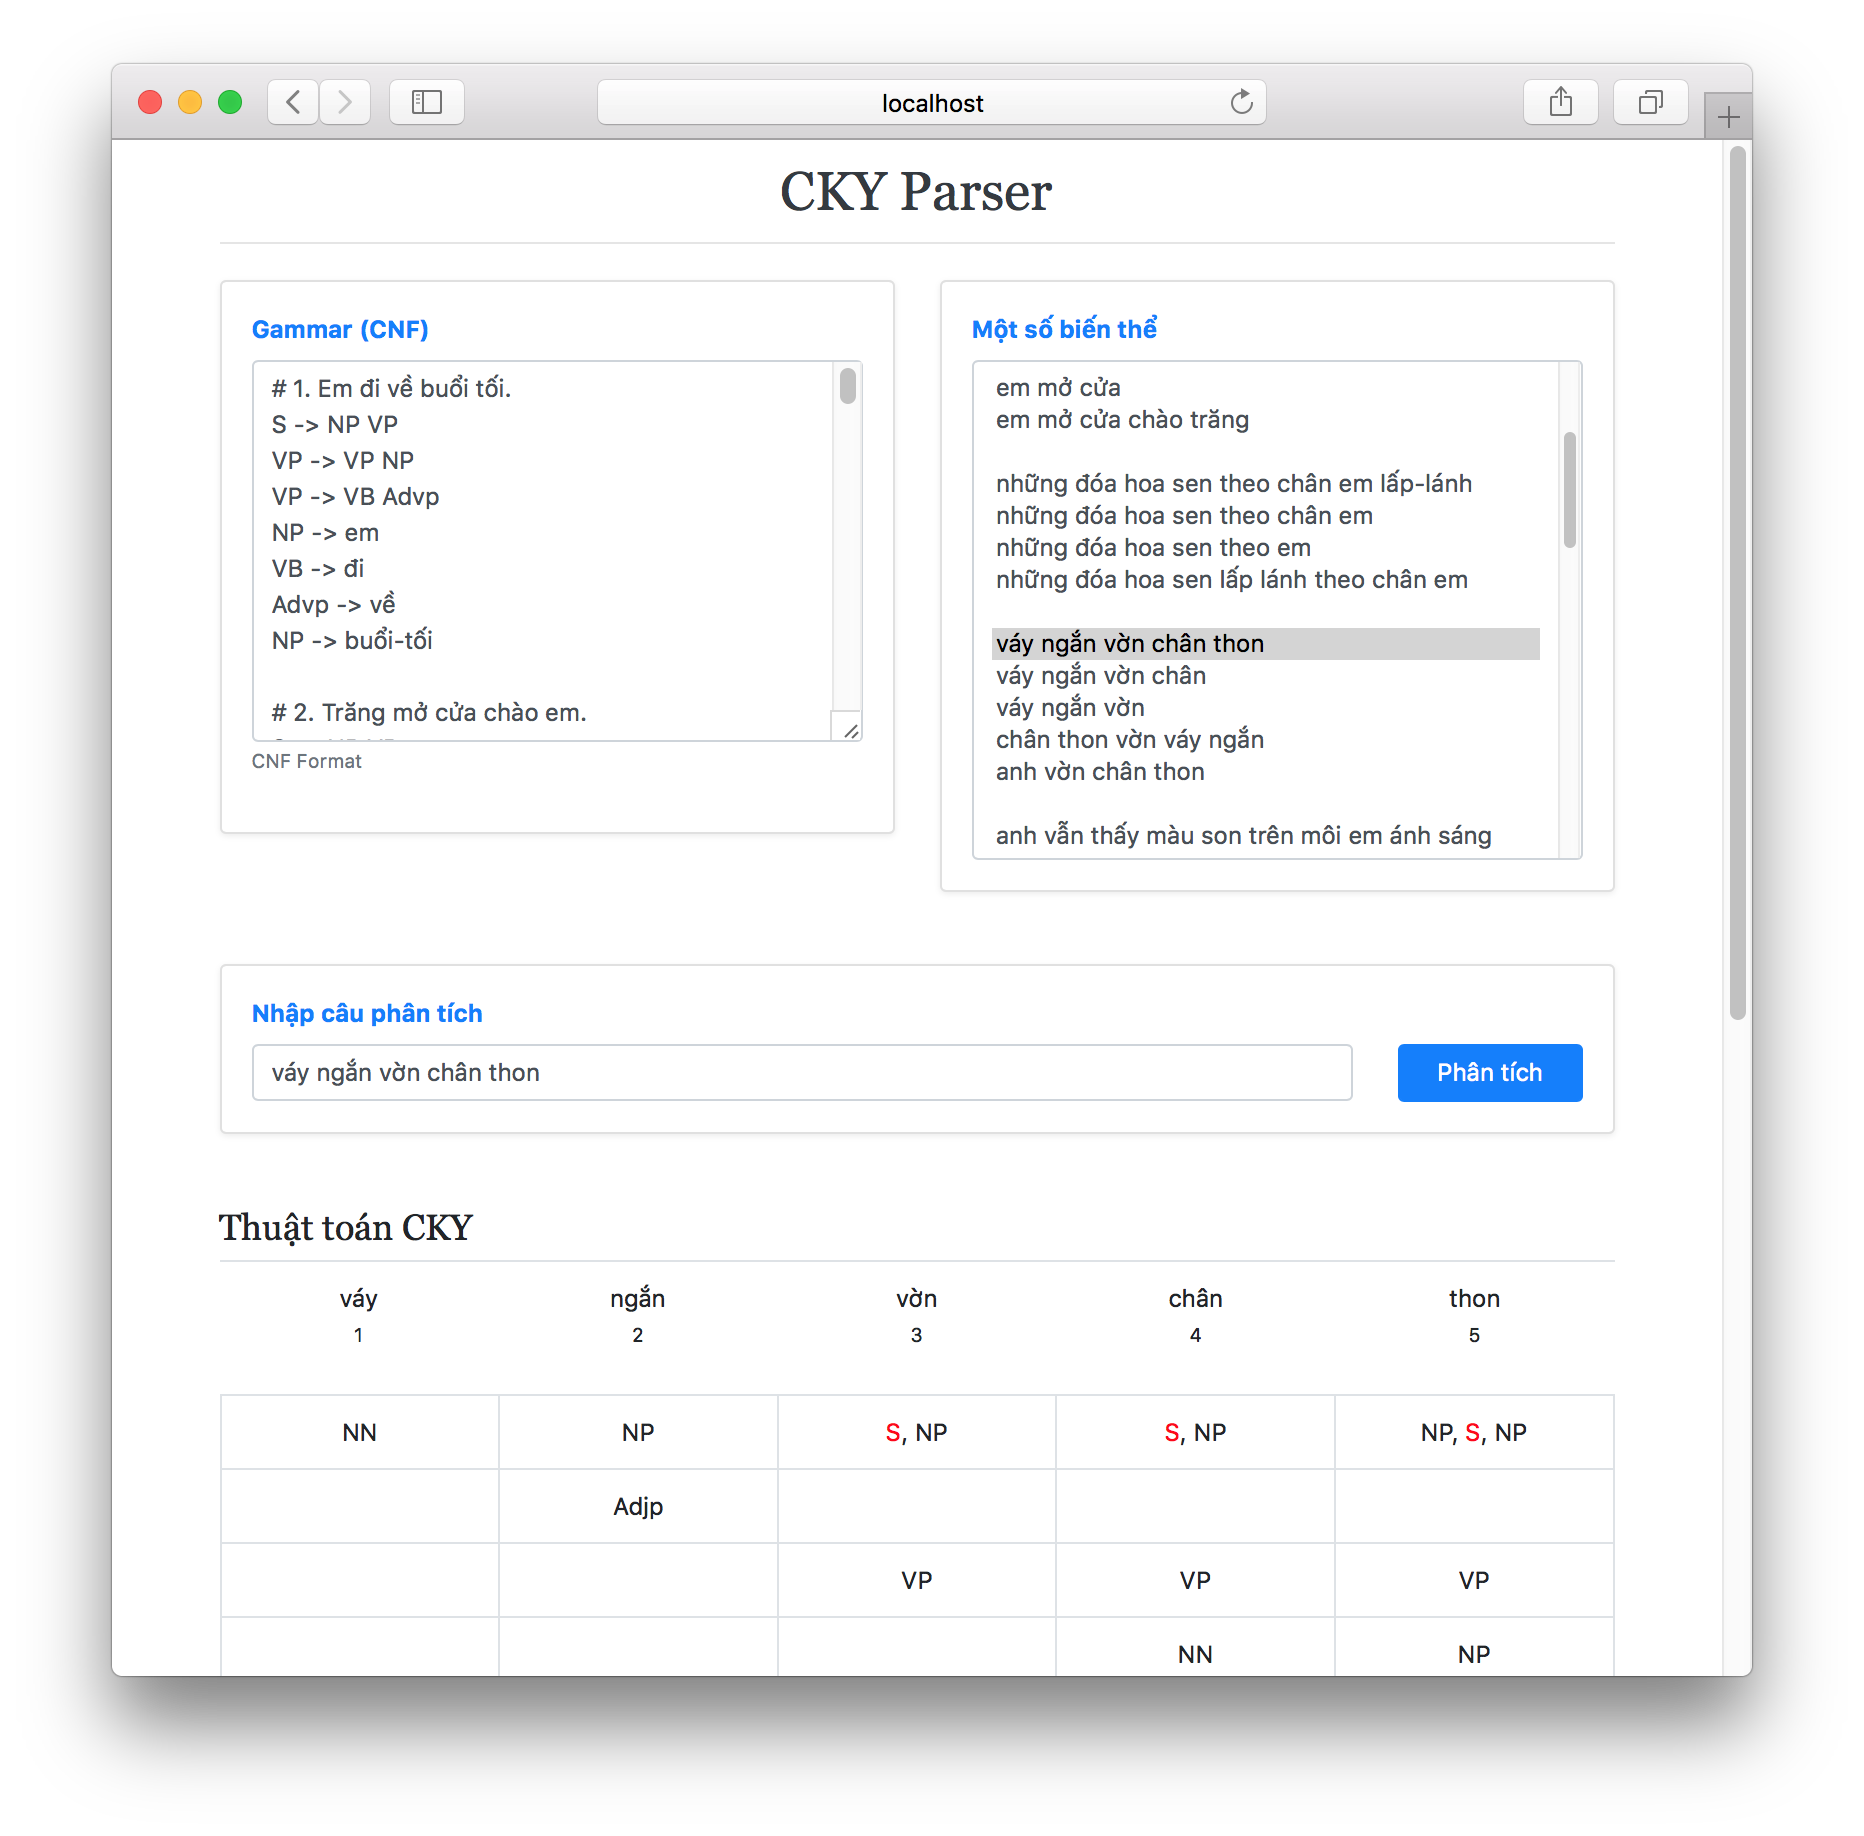 localhost
CKY Parser
Gammar (CNF)
# 1. Em đi về buổi tối.
S -> NP VP
VP -> VP NP
VP -> VB Advp
NP -> em
VB -> đi
Advp -> về
NP -> buổi-tối
# 2. Trăng mở cửa chào em.
CNF Format
Một số biến thể
em mở cửa
em mở cửa chào trăng
những đóa hoa sen theo chân em lấp-lánh
những đóa hoa sen theo chân em
những đóa hoa sen theo em
những đóa hoa sen lấp lánh theo chân em
váy ngắn vờn chân thon
váy ngắn vờn chân
váy ngắn vờn
chân thon vờn váy ngắn
anh vờn chân thon
anh vẫn thấy màu son trên môi em ánh sáng
Nhập câu phân tích
váy ngắn vờn chân thon
Phân tích
Thuật toán CKY
váy ngắn vờn chân thon
1 2 3 4 5
NN NP S, NP S, NP NP, S, NP
Adjp
VP VP VP
NN NP